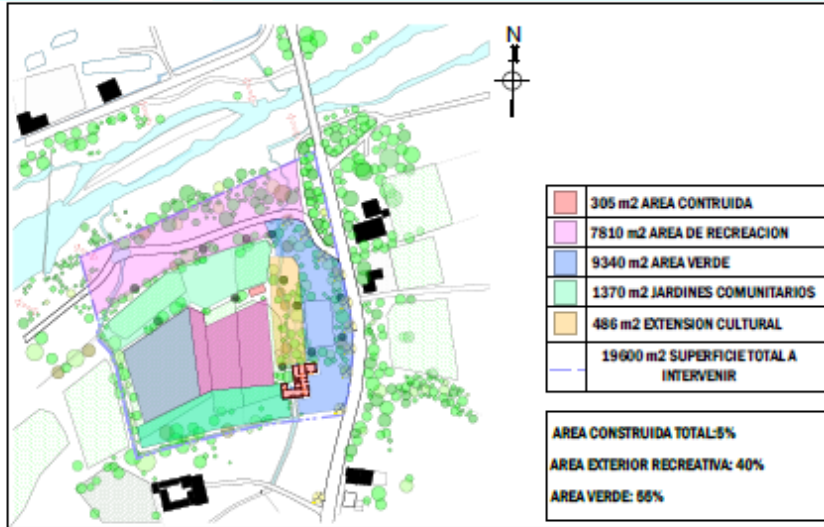 N
305 m2 AREA CONTRUIDA
7810 m2 AREA DE RECREACION
9340 m2 AREA VERDE
1370 m2 JARDINES COMUNITARIOS
486 m2 EXTENSION CULTURAL
19600 m2 SUPERFICIE TOTAL A
INTERVENIR
AREA CONSTRUIDA TOTAL:5%
AREA EXTERIOR RECREATIVA: 40%
AREA VERDE: 55%